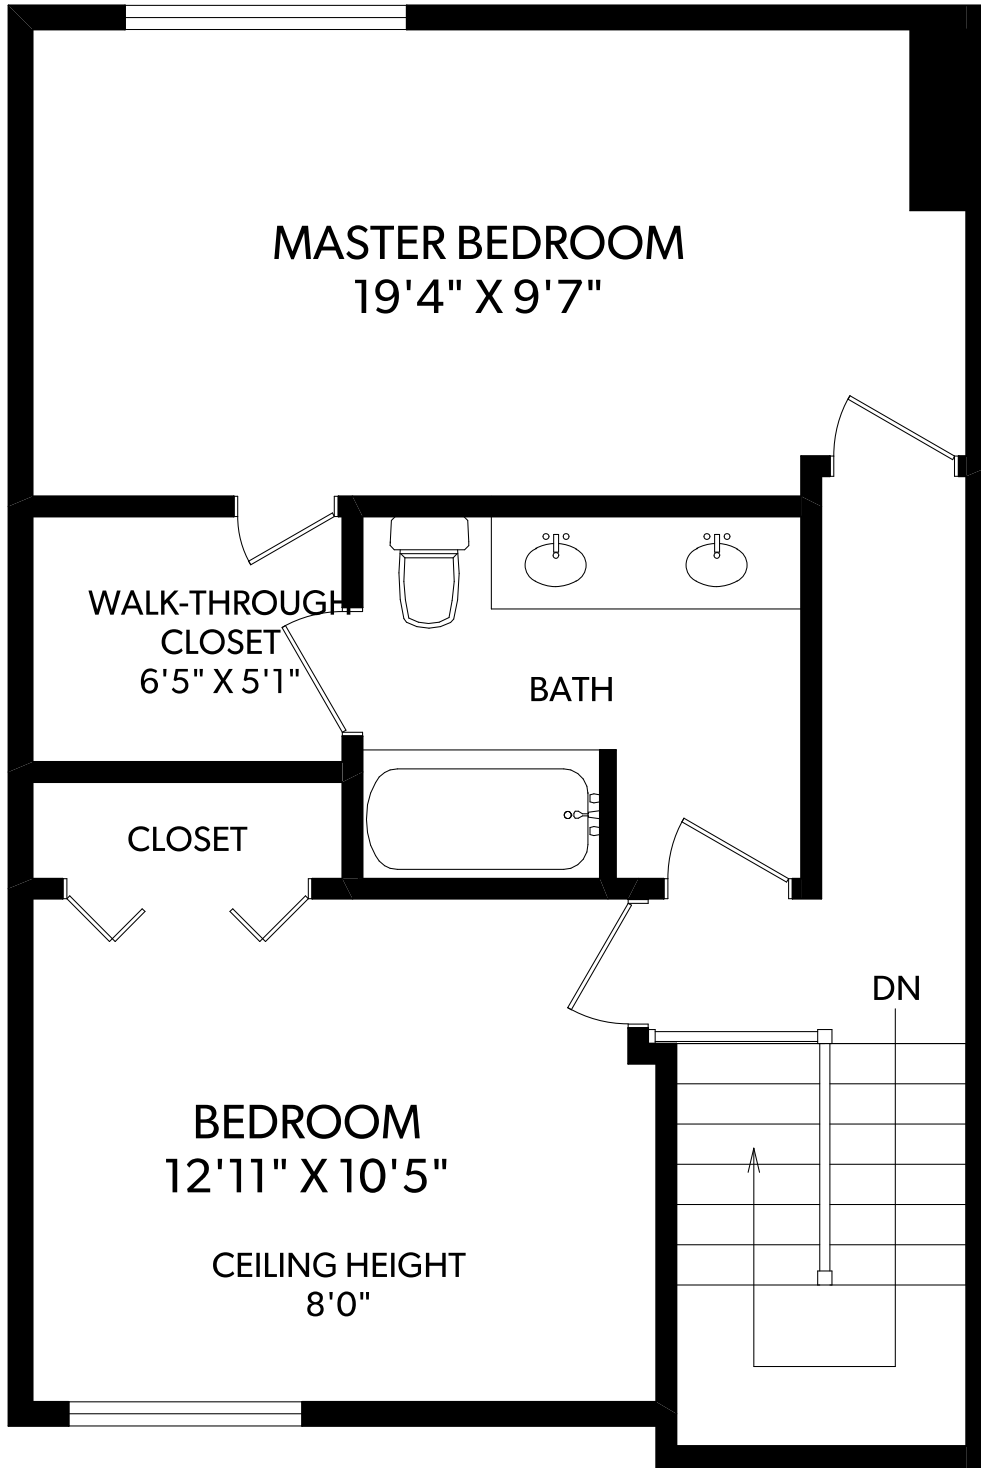 MASTER BEDROOM
19'4" X 9'7"
WALK-THROUGH
CLOSET
6'5" X 5'1"
BATH
CLOSET
DN
BEDROOM
12'11" X 10'5"
CEILING HEIGHT
8'0"